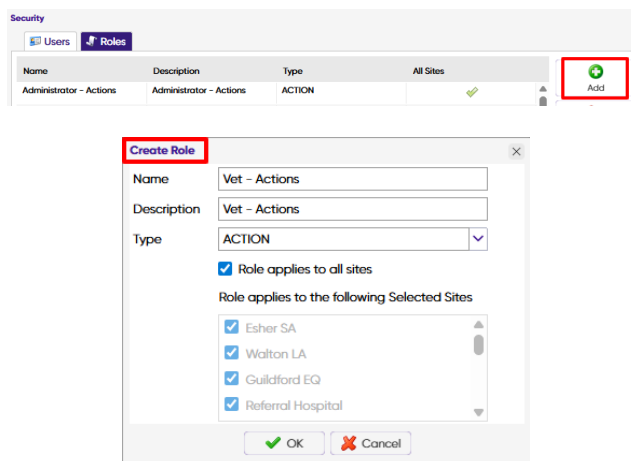 Security
Users Roles
Name Description Type All Sites
Administrator - Actions Administrator - Actions ACTION
Add
Create Role
Name Vet - Actions
Description Vet - Actions
Type ACTION
Role applies to all sites
Role applies to the following Selected Sites
Esher SA
Walton LA
Guildford EQ
Referral Hospital
OK Cancel